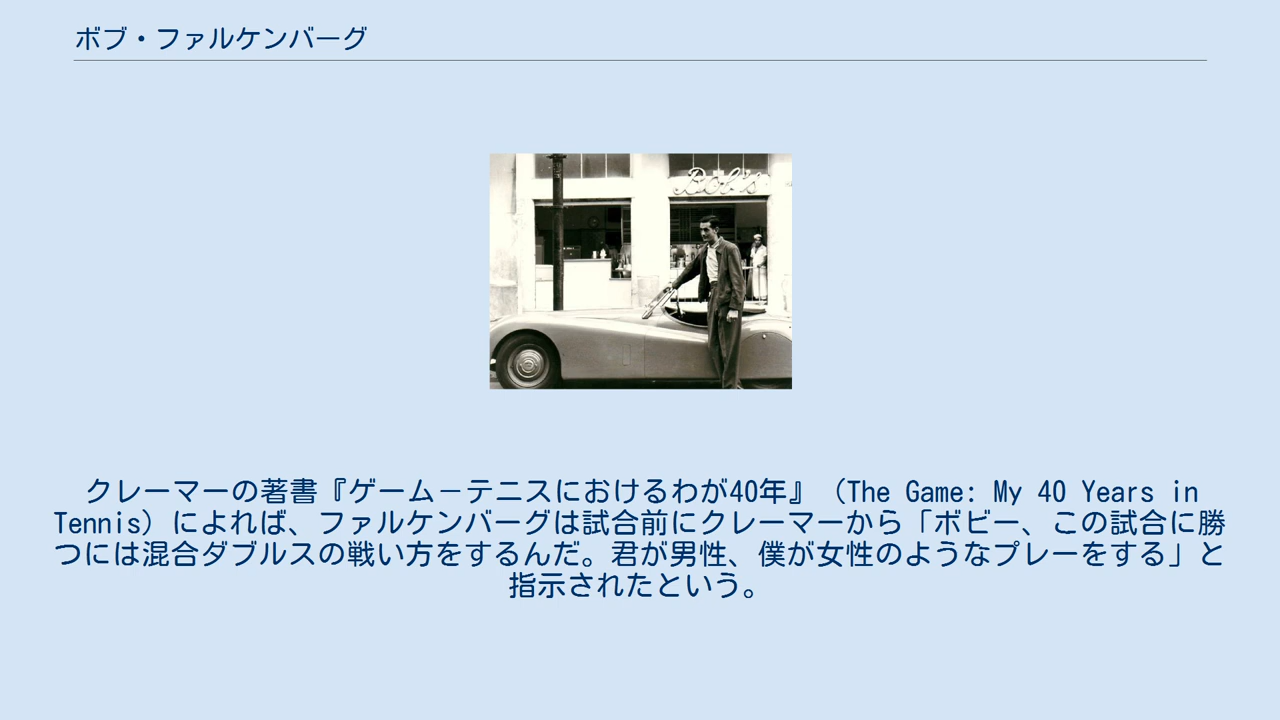 ボブ・ファルケンバーグ
Bob's
クレーマーの著書『ゲーム－テニスにおけるわが40年』（The Game: My 40 Years in
Tennis）によれば、ファルケンバーグは試合前にクレーマーから「ボビー、この試合に勝
つには混合ダブルスの戦い方をするんだ。君が男性、僕が女性のようなプレーをする」と
指示されたという。